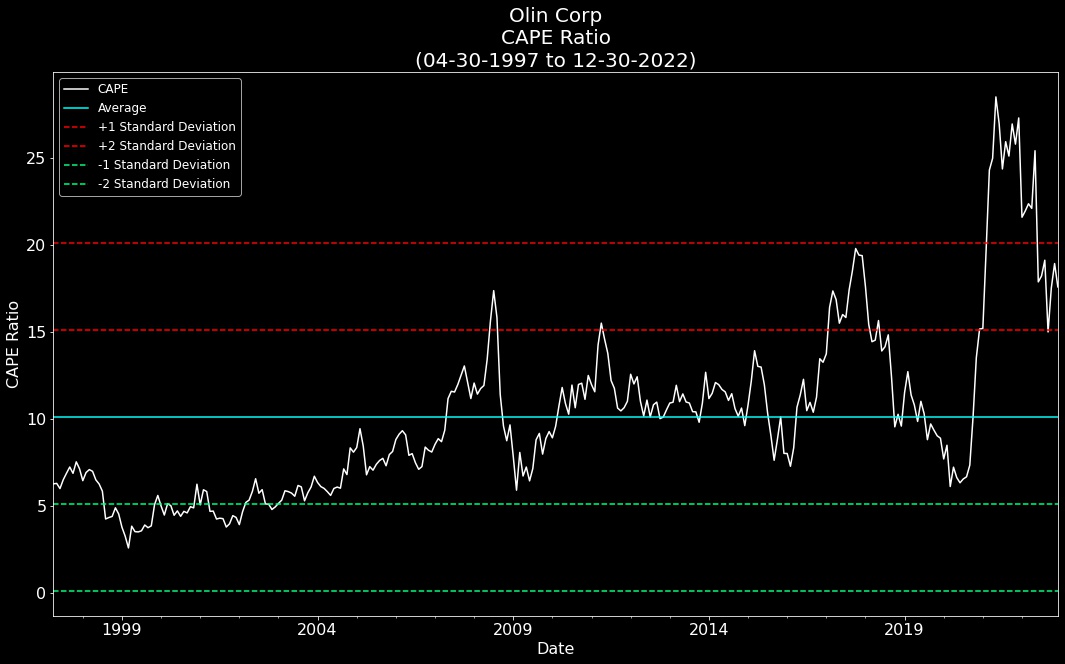 Olin Corp
CAPE Ratio
(04-30-1997 to 12-30-2022)
CAPE
Average
+1 Standard Deviation
+2 Standard Deviation
-1 Standard Deviation
-2 Standard Deviation
CAPE Ratio
25
20
15
10
5
0
1999 2004 2009 2014 2019
Date